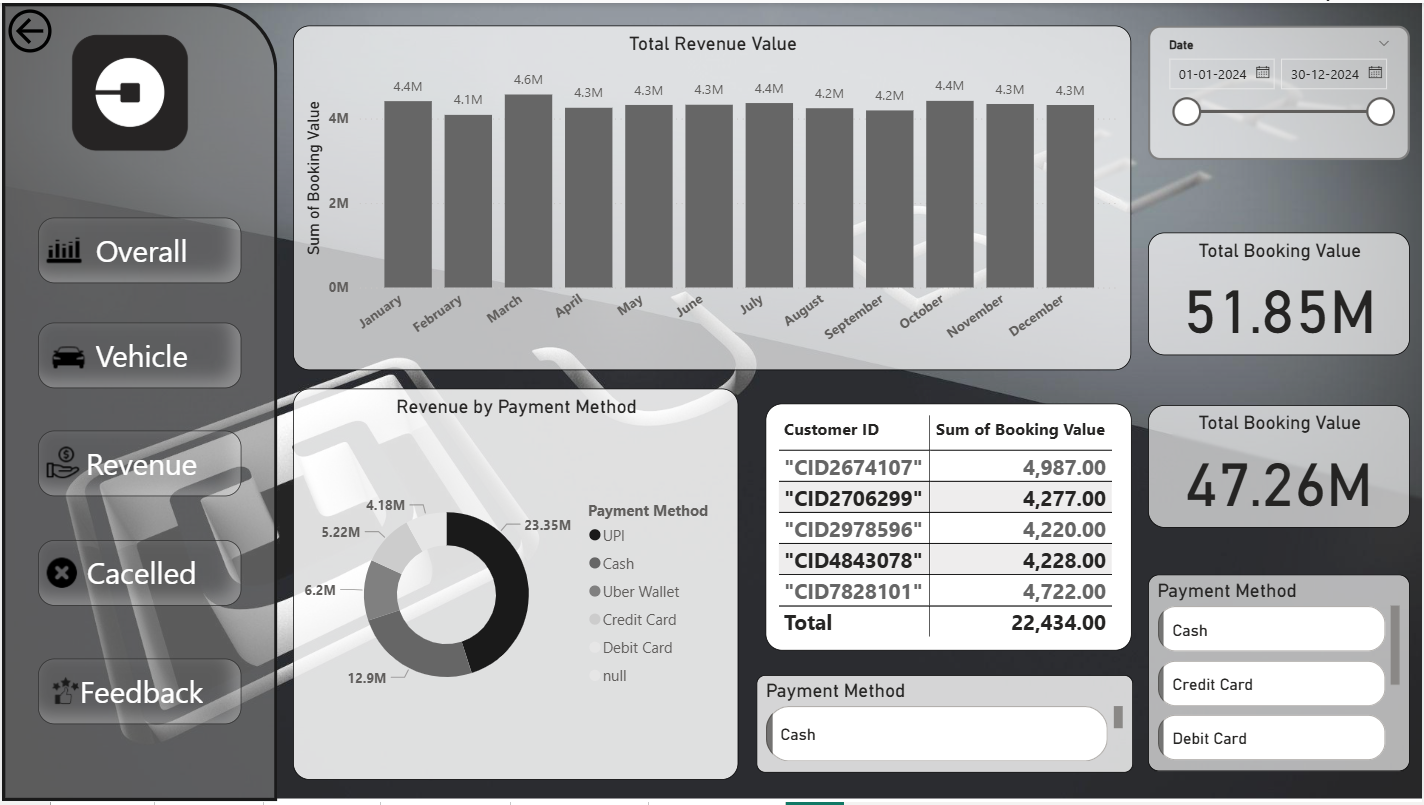 Overall
Vehicle
Revenue
Cacelled
Feedback
Total Revenue Value
Sum of Booking Value
4M
2M
0M
4.4M
4.1M
4.6M
4.3M
4.3M
4.3M
4.4M
4.2M
4.2M
4.4M
4.3M
4.3M
January
February
March
April
May
June
July
August
September
October
November
December
Date
01-01-2024
30-12-2024
Total Booking Value
51.85M
Revenue by Payment Method
4.18M
5.22M
6.2M
12.9M
23.35M
Payment Method
UPI
Cash
Uber Wallet
Credit Card
Debit Card
null
Customer ID Sum of Booking Value
"CID2674107" 4,987.00
"CID2706299" 4,277.00
"CID2978596" 4,220.00
"CID4843078" 4,228.00
"CID7828101" 4,722.00
Total 22,434.00
Payment Method
Cash
Total Booking Value
47.26M
Payment Method
Cash
Credit Card
Debit Card